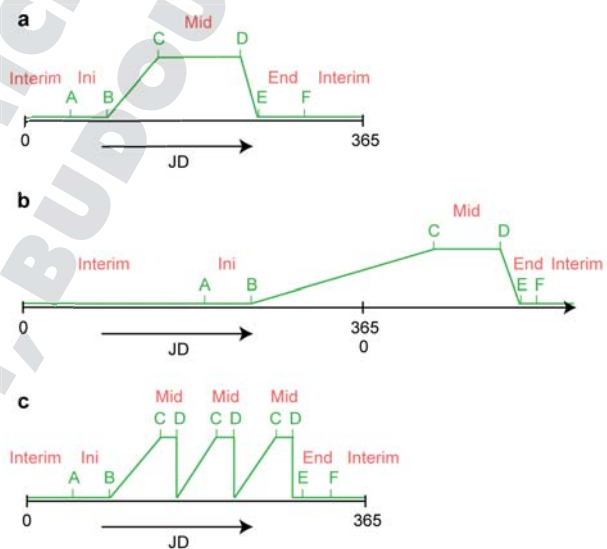 a
Mid
C D
Interim Ini End Interim
A B E F
0 365
JD
b
Mid
C D
Interim Ini End Interim
A B E F
0 365
0
JD
c
Mid Mid Mid
C D C D C D
Interim Ini End Interim
A B E F
0 365
JD